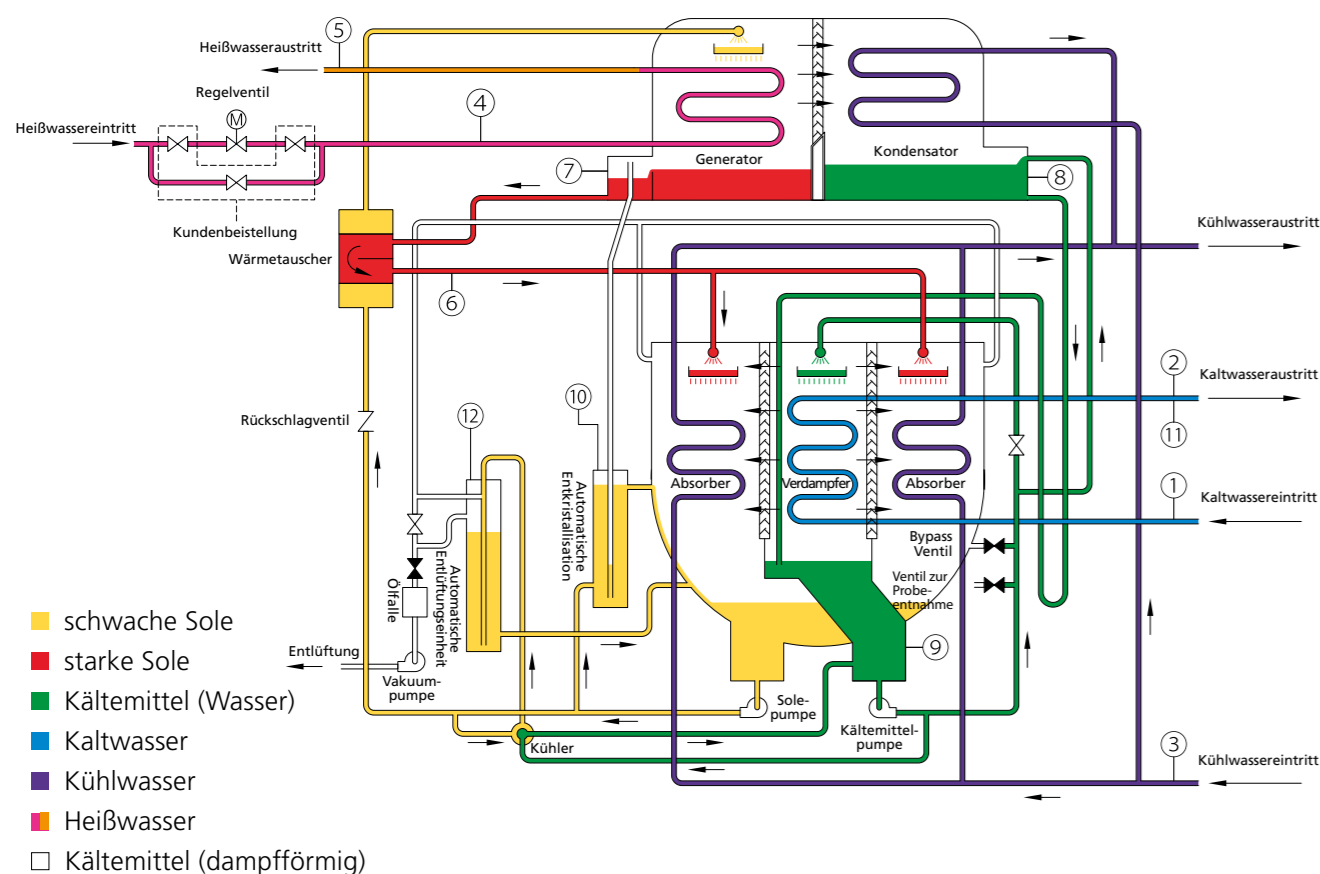 5
Heißwasseraustritt
Regelventil
M
4
Heißwassereintritt
Generator
Kondensator
7
8
Kundenbeistellung
Wärmetauscher
Kühlwasseraustritt
6
2
Kaltwasseraustritt
11
10
12
Rückschlagventil
Absorber
Verdampfer
Absorber
1
Kaltwassereintritt
Automatische
Entkristallisation
Bypass
Ventil
Ventil zur
Probe-
entnahme
Ölfalle
Automatische
Entlüftungseinheit
Entlüftung
Vakuum-
pumpe
9
Sole-
pumpe
Kältemittel-
pumpe
Kühler
3
Kühlwassereintritt
schwache Sole
starke Sole
Kältemittel (Wasser)
Kaltwasser
Kühlwasser
Heißwasser
Kältemittel (dampfförmig)